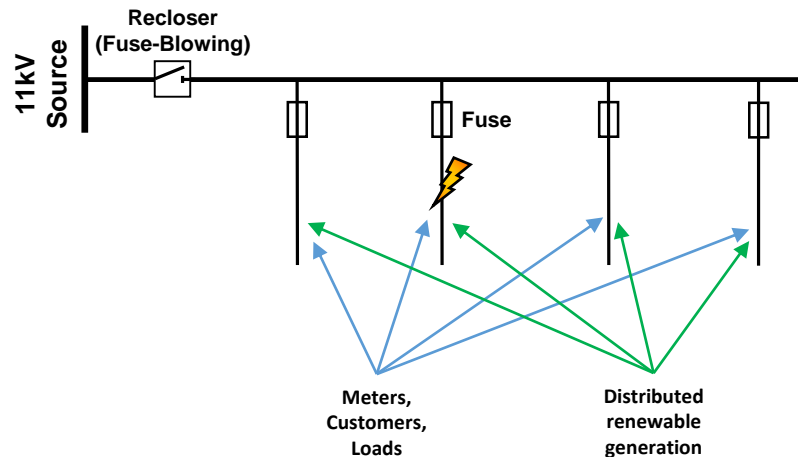 Recloser
(Fuse-Blowing)
11kV
Source
Fuse
Meters,
Customers,
Loads
Distributed
renewable
generation